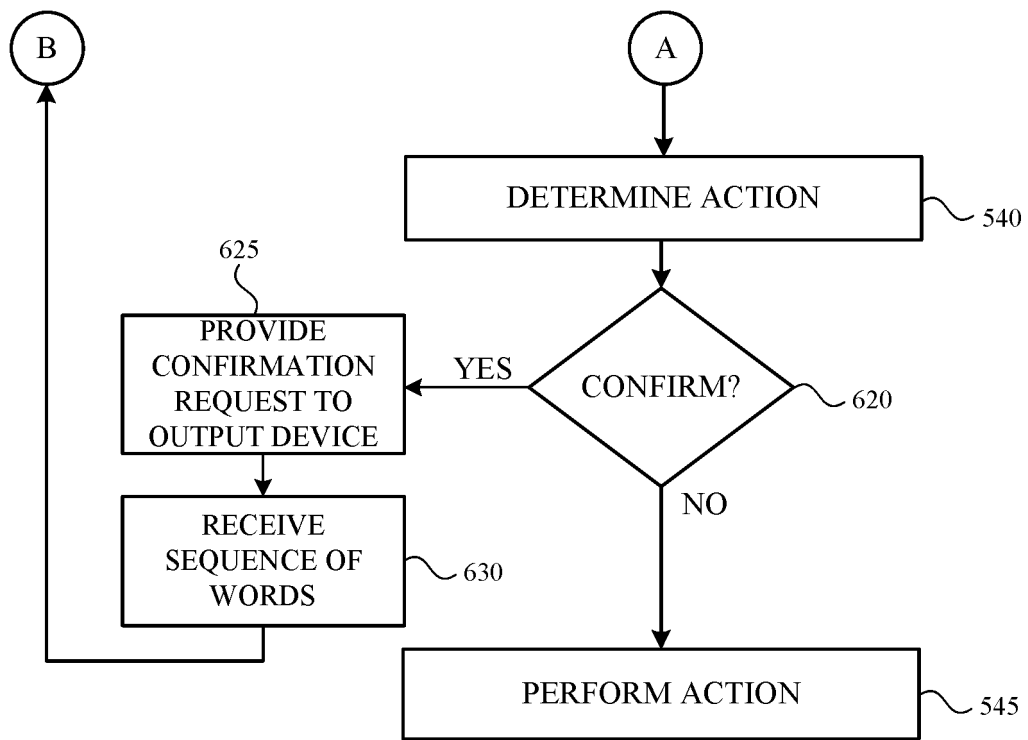 B
A
DETERMINE ACTION
540
625
PROVIDE
CONFIRMATION
REQUEST TO
OUTPUT DEVICE
YES
CONFIRM?
620
NO
RECEIVE
SEQUENCE OF
WORDS
630
PERFORM ACTION
545